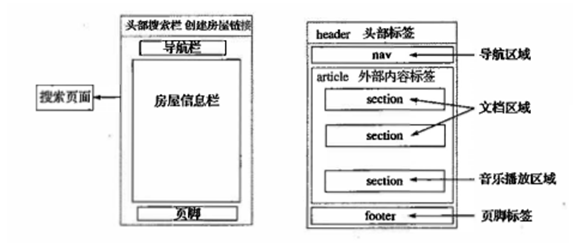 头部搜索栏 创建房屋链接
导航栏
搜索页面
房屋信息栏
页脚
header 头部标签
nav
导航区域
article 外部内容标签
section
文档区域
section
section
音乐播放区域
footer
页脚标签